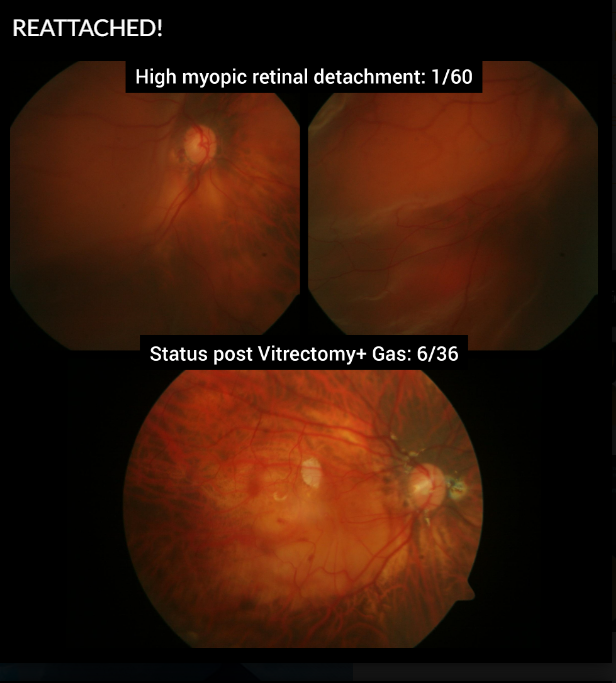 REATTACHED!
High myopic retinal detachment: 1/60
Status post Vitrectomy+ Gas: 6/36